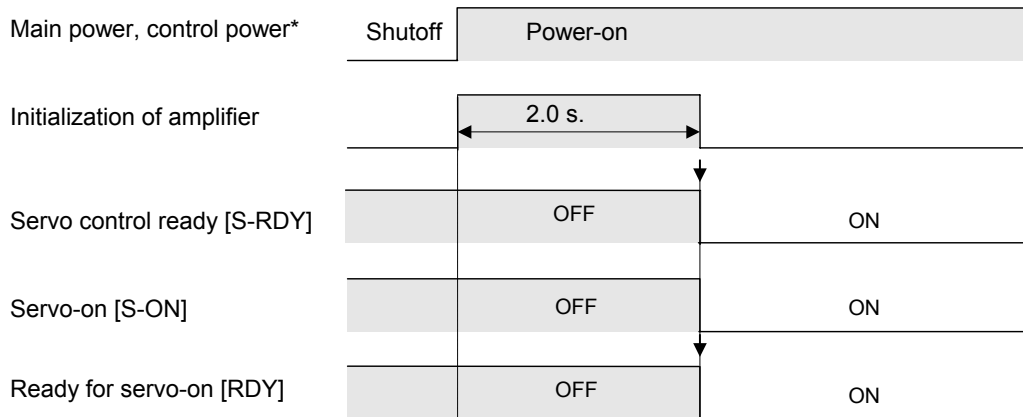 Main power, control power* Shutoff Power-on
Initialization of amplifier 2.0 s.
Servo control ready [S-RDY] OFF ON
Servo-on [S-ON] OFF ON
Ready for servo-on [RDY] OFF ON